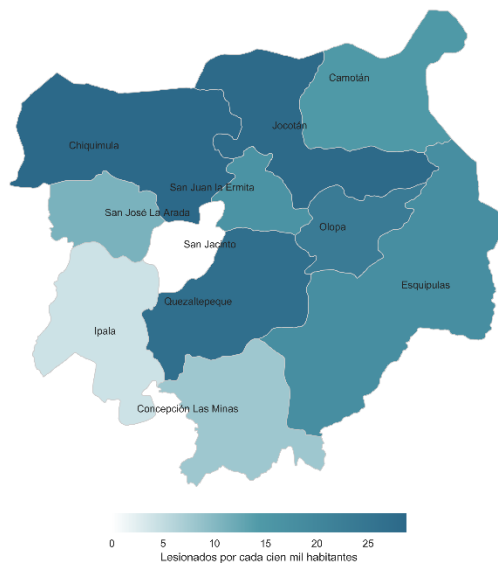 Camotán
Jocotán
Chiquimula
San Juan la Ermita
San José La Arada
Olopa
San Jacinto
Esquipulas
Quezaltepeque
Ipala
Concepción Las Minas
0 5 10 15 20 25
Lesionados por cada cien mil habitantes